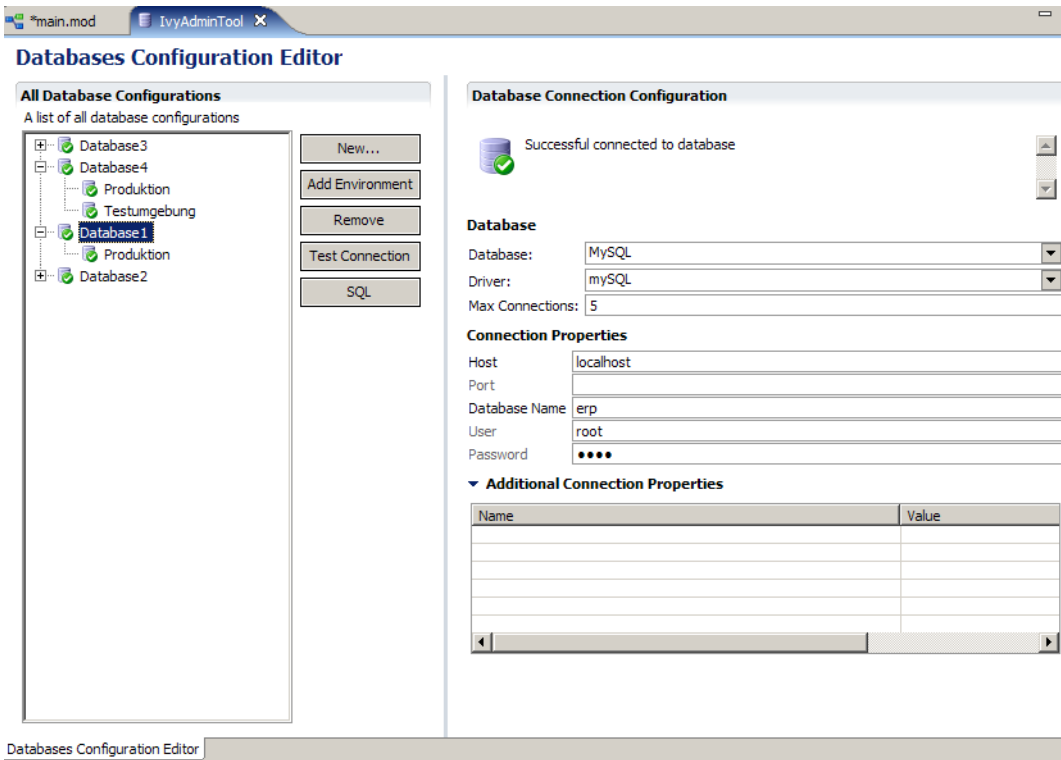 *main.mod IvyAdminTool
Databases Configuration Editor
All Database Configurations
A list of all database configurations
Database3
Database4
Produktion
Testumgebung
Database1
Produktion
Database2
New...
Add Environment
Remove
Test Connection
SQL
Database Connection Configuration
Successful connected to database
Database
Database: MySQL
Driver: mySQL
Max Connections: 5
Connection Properties
Host localhost
Port
Database Name erp
User root
Password ••••
Additional Connection Properties
Name Value
Databases Configuration Editor